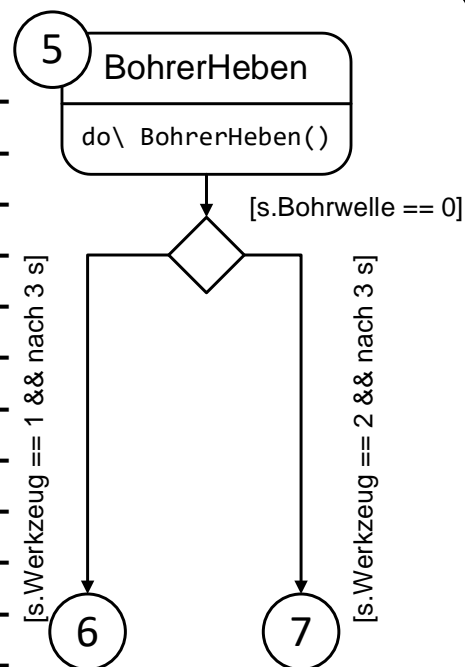 5
BohrerHeben
do\ BohrerHeben()
[s.Bohrwelle == 0]
[s.Werkzeug == 1 && nach 3 s]
[s.Werkzeug == 2 && nach 3 s]
6
7